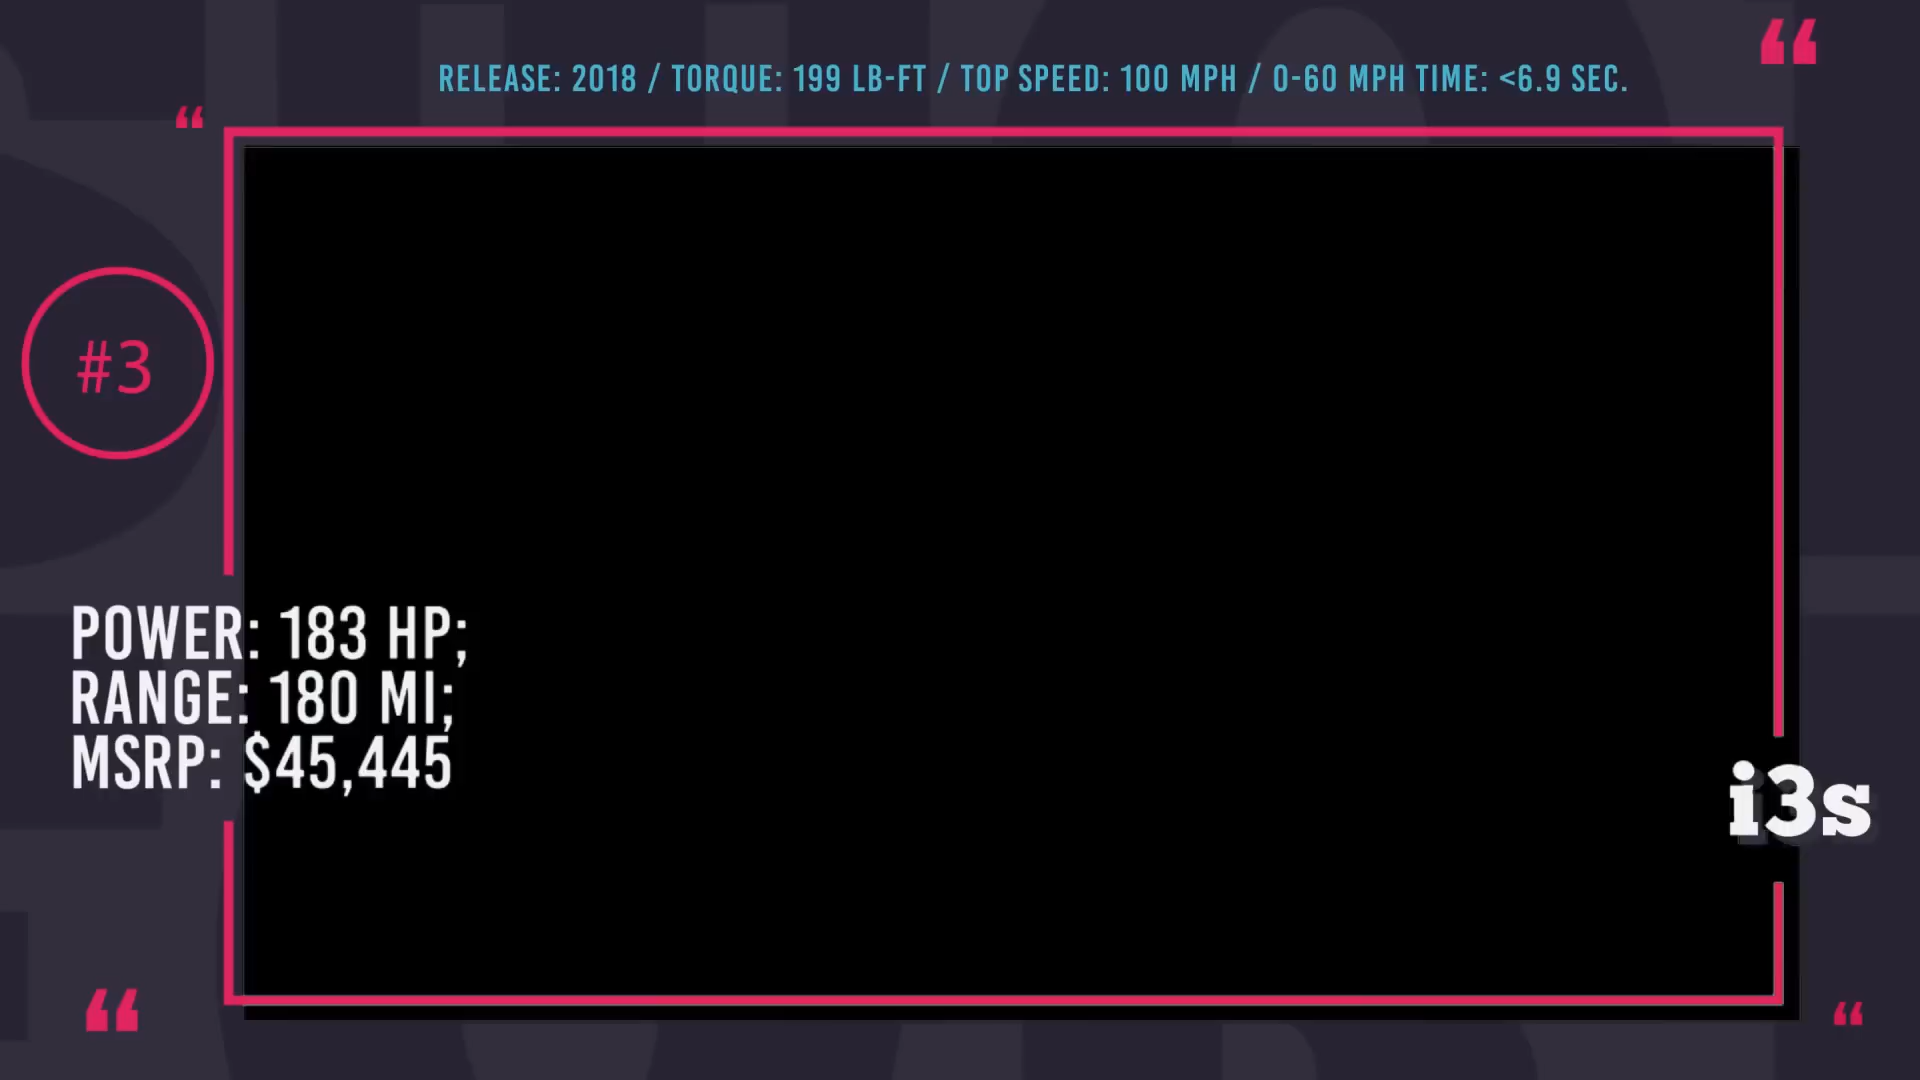 RELEASE: 2018 / TORQUE: 199 LB-FT / TOP SPEED: 100 MPH / 0-60 MPH TIME: <6.9 SEC.
#3
POWER: 183 HP;
RANGE: 180 MI;
MSRP: $45,445
i3s